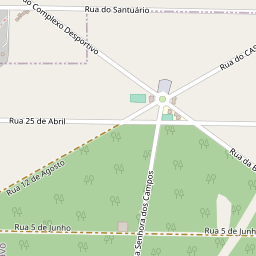 Rua do Santuário
do Complexo Desportivo
Rua do CAS
Rua 25 de Abril
Rua da B
Rua 12 de Agosto
Senhora dos Campos
Rua 5 de Junho
Rua 5 de Junho